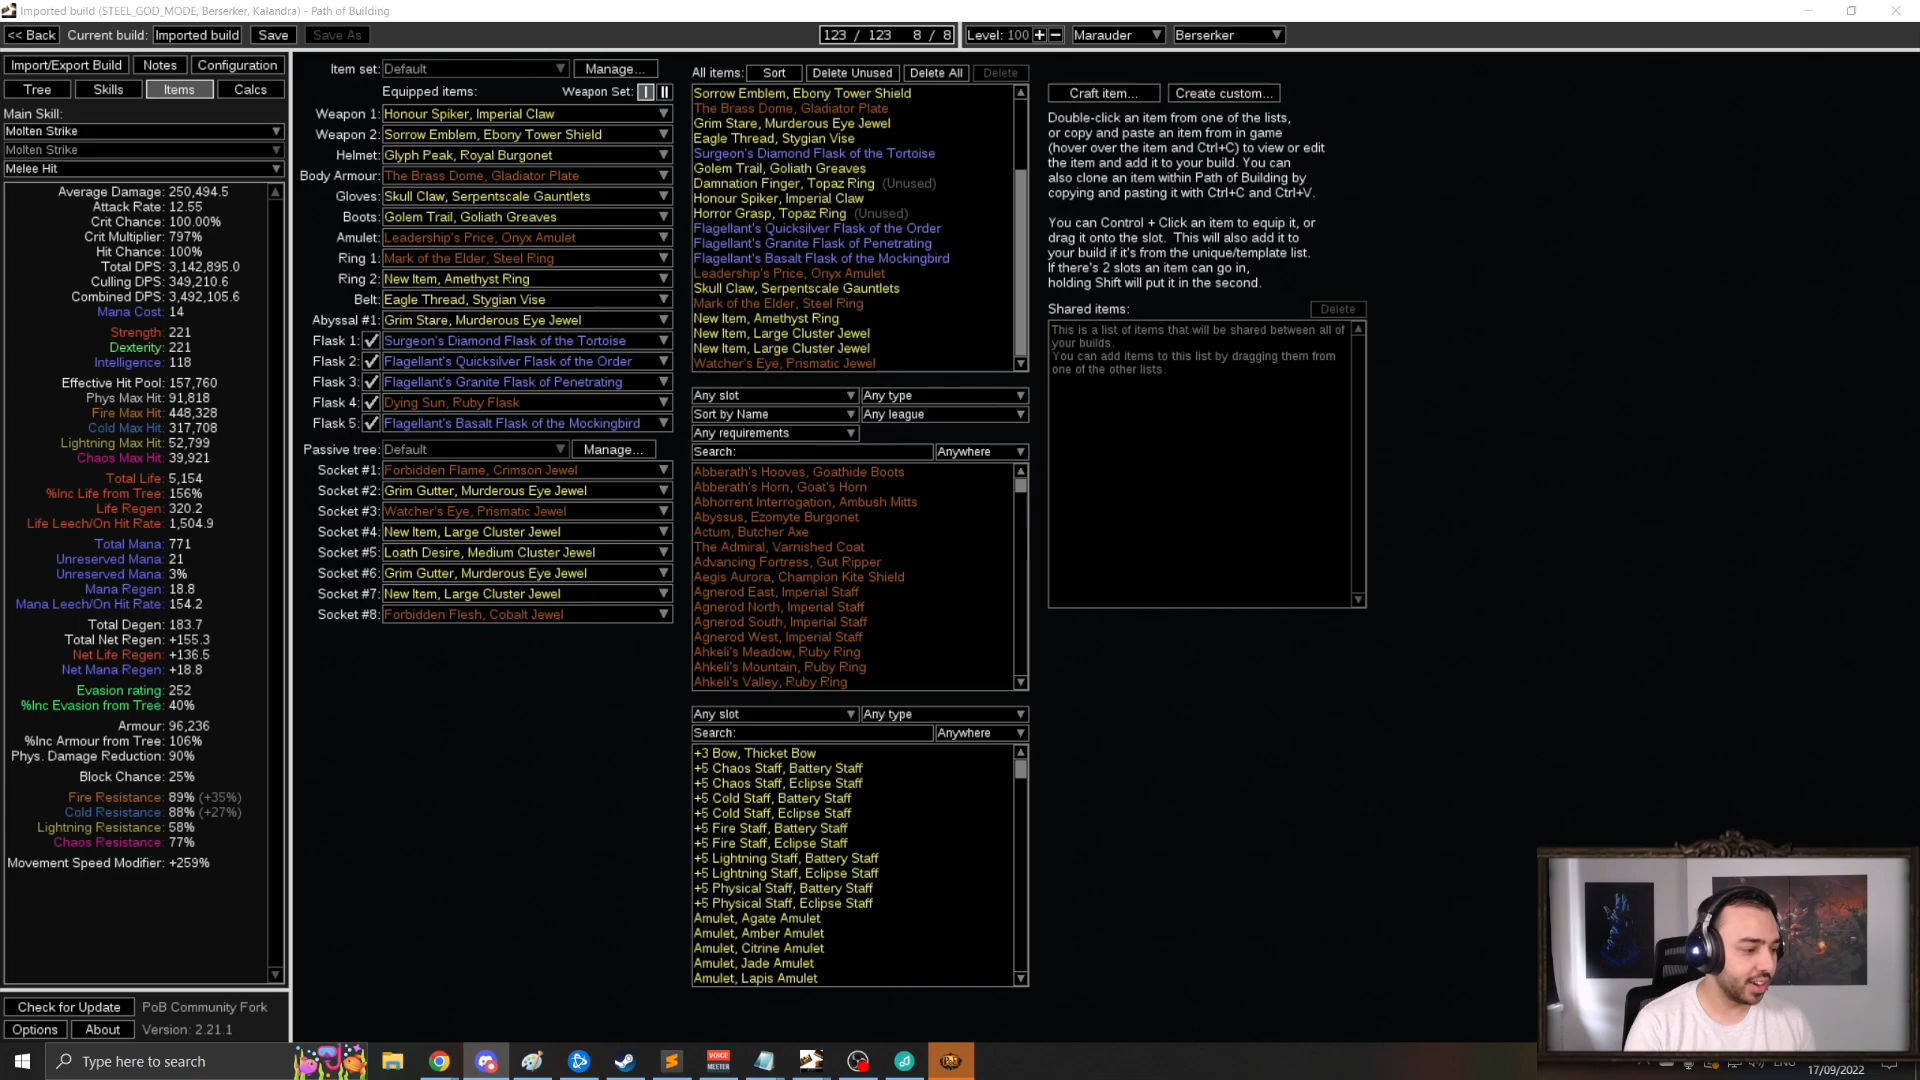 Imported build (STEEL_GOD_MODE, Berserker, Kalandra) - Path of Building
<< Back Current build: Imported build Save Save As 123 / 123 8 / 8 Level: 100 Marauder Berserker
Import/Export Build Notes Configuration
Tree Skills Items Calcs
Main Skill:
Molten Strike
Molten Strike
Melee Hit
Average Damage: 250,494.5
Attack Rate: 12.55
Crit Chance: 100.00%
Crit Multiplier: 797%
Hit Chance: 100%
Total DPS: 3,142,895.0
Culling DPS: 349,210.6
Combined DPS: 3,492,105.6
Mana Cost: 14
Strength: 221
Dexterity: 221
Intelligence: 118
Effective Hit Pool: 157,760
Phys Max Hit: 91,818
Fire Max Hit: 448,328
Cold Max Hit: 317,708
Lightning Max Hit: 52,799
Chaos Max Hit: 39,921
Total Life: 5,154
%Inc Life from Tree: 156%
Life Regen: 320.2
Life Leech/On Hit Rate: 1,504.9
Total Mana: 771
Unreserved Mana: 21
Unreserved Mana: 3%
Mana Regen: 18.8
Mana Leech/On Hit Rate: 154.2
Total Degen: 183.7
Total Net Regen: +155.3
Net Life Regen: +136.5
Net Mana Regen: +18.8
Evasion rating: 252
%Inc Evasion from Tree: 40%
Armour: 96,236
%Inc Armour from Tree: 106%
Phys. Damage Reduction: 90%
Block Chance: 25%
Fire Resistance: 89% (+35%)
Cold Resistance: 88% (+27%)
Lightning Resistance: 58%
Chaos Resistance: 77%
Movement Speed Modifier: +259%
Check for Update PoB Community Fork
Options About Version: 2.21.1
Item set: Default Manage...
Equipped items: Weapon Set: I II
Weapon 1: Honour Spiker, Imperial Claw
Weapon 2: Sorrow Emblem, Ebony Tower Shield
Helmet: Glyph Peak, Royal Burgonet
Body Armour: The Brass Dome, Gladiator Plate
Gloves: Skull Claw, Serpentscale Gauntlets
Boots: Golem Trail, Goliath Greaves
Amulet: Leadership's Price, Onyx Amulet
Ring 1: Mark of the Elder, Steel Ring
Ring 2: New Item, Amethyst Ring
Belt: Eagle Thread, Stygian Vise
Abyssal #1: Grim Stare, Murderous Eye Jewel
Flask 1: Surgeon's Diamond Flask of the Tortoise
Flask 2: Flagellant's Quicksilver Flask of the Order
Flask 3: Flagellant's Granite Flask of Penetrating
Flask 4: Dying Sun, Ruby Flask
Flask 5: Flagellant's Basalt Flask of the Mockingbird
Passive tree: Default Manage...
Socket #1: Forbidden Flame, Crimson Jewel
Socket #2: Grim Gutter, Murderous Eye Jewel
Socket #3: Watcher's Eye, Prismatic Jewel
Socket #4: New Item, Large Cluster Jewel
Socket #5: Loath Desire, Medium Cluster Jewel
Socket #6: Grim Gutter, Murderous Eye Jewel
Socket #7: New Item, Large Cluster Jewel
Socket #8: Forbidden Flesh, Cobalt Jewel
All items: Sort Delete Unused Delete All Delete
Sorrow Emblem, Ebony Tower Shield
The Brass Dome, Gladiator Plate
Grim Stare, Murderous Eye Jewel
Eagle Thread, Stygian Vise
Surgeon's Diamond Flask of the Tortoise
Golem Trail, Goliath Greaves
Damnation Finger, Topaz Ring (Unused)
Honour Spiker, Imperial Claw
Horror Grasp, Topaz Ring (Unused)
Flagellant's Quicksilver Flask of the Order
Flagellant's Granite Flask of Penetrating
Flagellant's Basalt Flask of the Mockingbird
Leadership's Price, Onyx Amulet
Skull Claw, Serpentscale Gauntlets
Mark of the Elder, Steel Ring
New Item, Amethyst Ring
New Item, Large Cluster Jewel
New Item, Large Cluster Jewel
Watcher's Eye, Prismatic Jewel
Any slot Any type
Sort by Name Any league
Any requirements
Search: Anywhere
Abberath's Hooves, Goathide Boots
Abberath's Horn, Goat's Horn
Abhorrent Interrogation, Ambush Mitts
Abyssus, Ezomyte Burgonet
Actum, Butcher Axe
The Admiral, Varnished Coat
Advancing Fortress, Gut Ripper
Aegis Aurora, Champion Kite Shield
Agnerod East, Imperial Staff
Agnerod North, Imperial Staff
Agnerod South, Imperial Staff
Agnerod West, Imperial Staff
Ahkeli's Meadow, Ruby Ring
Ahkeli's Mountain, Ruby Ring
Ahkeli's Valley, Ruby Ring
Any slot Any type
Search: Anywhere
+3 Bow, Thicket Bow
+5 Chaos Staff, Battery Staff
+5 Chaos Staff, Eclipse Staff
+5 Cold Staff, Battery Staff
+5 Cold Staff, Eclipse Staff
+5 Fire Staff, Battery Staff
+5 Fire Staff, Eclipse Staff
+5 Lightning Staff, Battery Staff
+5 Lightning Staff, Eclipse Staff
+5 Physical Staff, Battery Staff
+5 Physical Staff, Eclipse Staff
Amulet, Agate Amulet
Amulet, Amber Amulet
Amulet, Citrine Amulet
Amulet, Jade Amulet
Amulet, Lapis Amulet
Craft item... Create custom...
Double-click an item from one of the lists,
or copy and paste an item from in game
(hover over the item and Ctrl+C) to view or edit
the item and add it to your build. You can
also clone an item within Path of Building by
copying and pasting it with Ctrl+C and Ctrl+V.
You can Control + Click an item to equip it, or
drag it onto the slot. This will also add it to
your build if it's from the unique/template list.
If there's 2 slots an item can go in,
holding Shift will put it in the second.
Shared items: Delete
This is a list of items that will be shared between all of
your builds.
You can add items to this list by dragging them from
one of the other lists.
Type here to search
VOICE
MEETER
17/09/2022